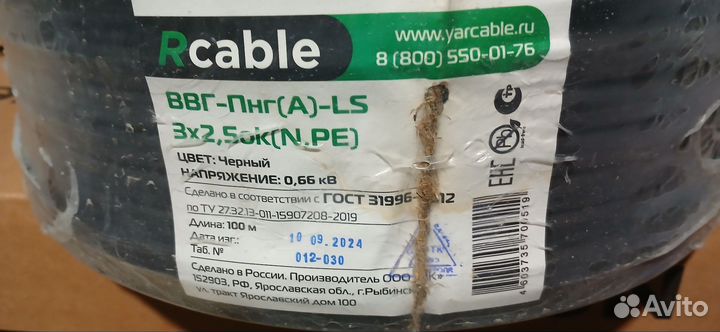 Rcable
www.yarcable.ru
8 (800) 550-01-76
ВВГ-Пнг(А)-LS
3х2,5ок(N.PE)
ЦВЕТ: Черный
НАПРЯЖЕНИЕ: 0,66 кВ
Сделано в соответствии с ГОСТ 31996- 12
по ТУ 27.32.13-011-15907208-2019
Длина: 100 м
Дата изг.: 10 09.2024
Таб. № 012-030
Сделано в России. Производитель ООО
152903, РФ, Ярославская обл., г.Рыбинск
ул. тракт Ярославский дом 100
EAC
4603735700519
Avito